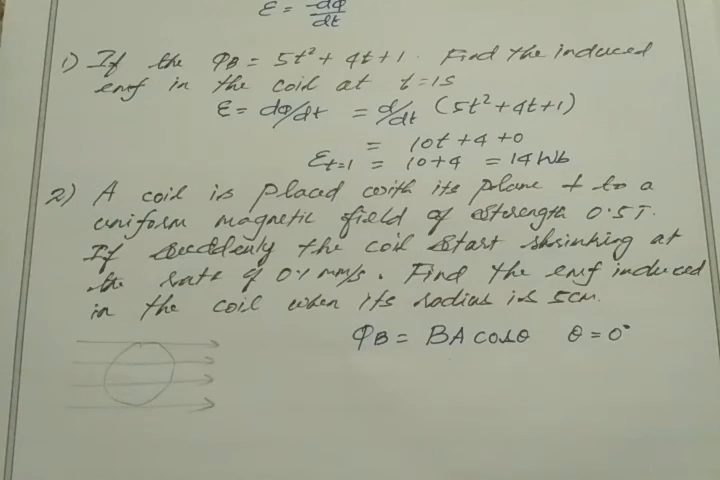 ε = -dφ/dt
1) If the φB = 5t² + 4t + 1. Find the induced
emf in the coil at t = 1s
ε = dφ/dt = d/dt (5t² + 4t + 1)
= 10t + 4 + 0
εt=1 = 10 + 4 = 14 Wb
2) A coil is placed with its plane ⊥ to a
uniform magnetic field of strength 0.5T.
If suddenly the coil start shrinking at
the rate of 0.1 mm/s. Find the emf induced
in the coil when its radius is 5cm.
φB = BA cosθ θ = 0°